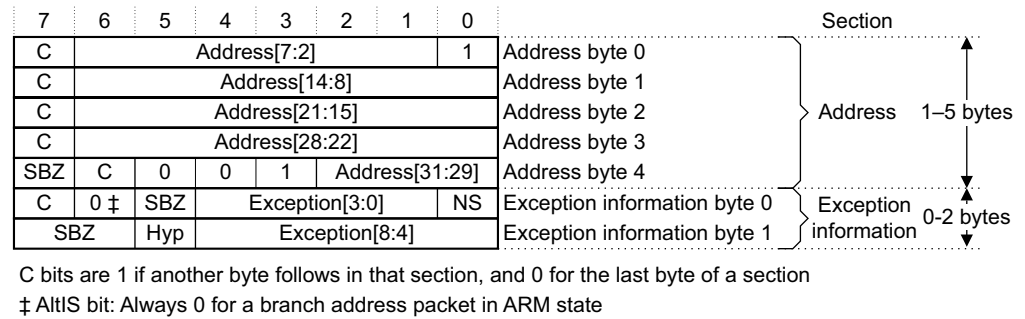 7 6 5 4 3 2 1 0 Section
C Address[7:2] 1 Address byte 0
C Address[14:8] Address byte 1
C Address[21:15] Address byte 2 Address 1–5 bytes
C Address[28:22] Address byte 3
SBZ C 0 0 1 Address[31:29] Address byte 4
C 0 ‡ SBZ Exception[3:0] NS Exception information byte 0 Exception information 0-2 bytes
SBZ Hyp Exception[8:4] Exception information byte 1
C bits are 1 if another byte follows in that section, and 0 for the last byte of a section
‡ AltIS bit: Always 0 for a branch address packet in ARM state